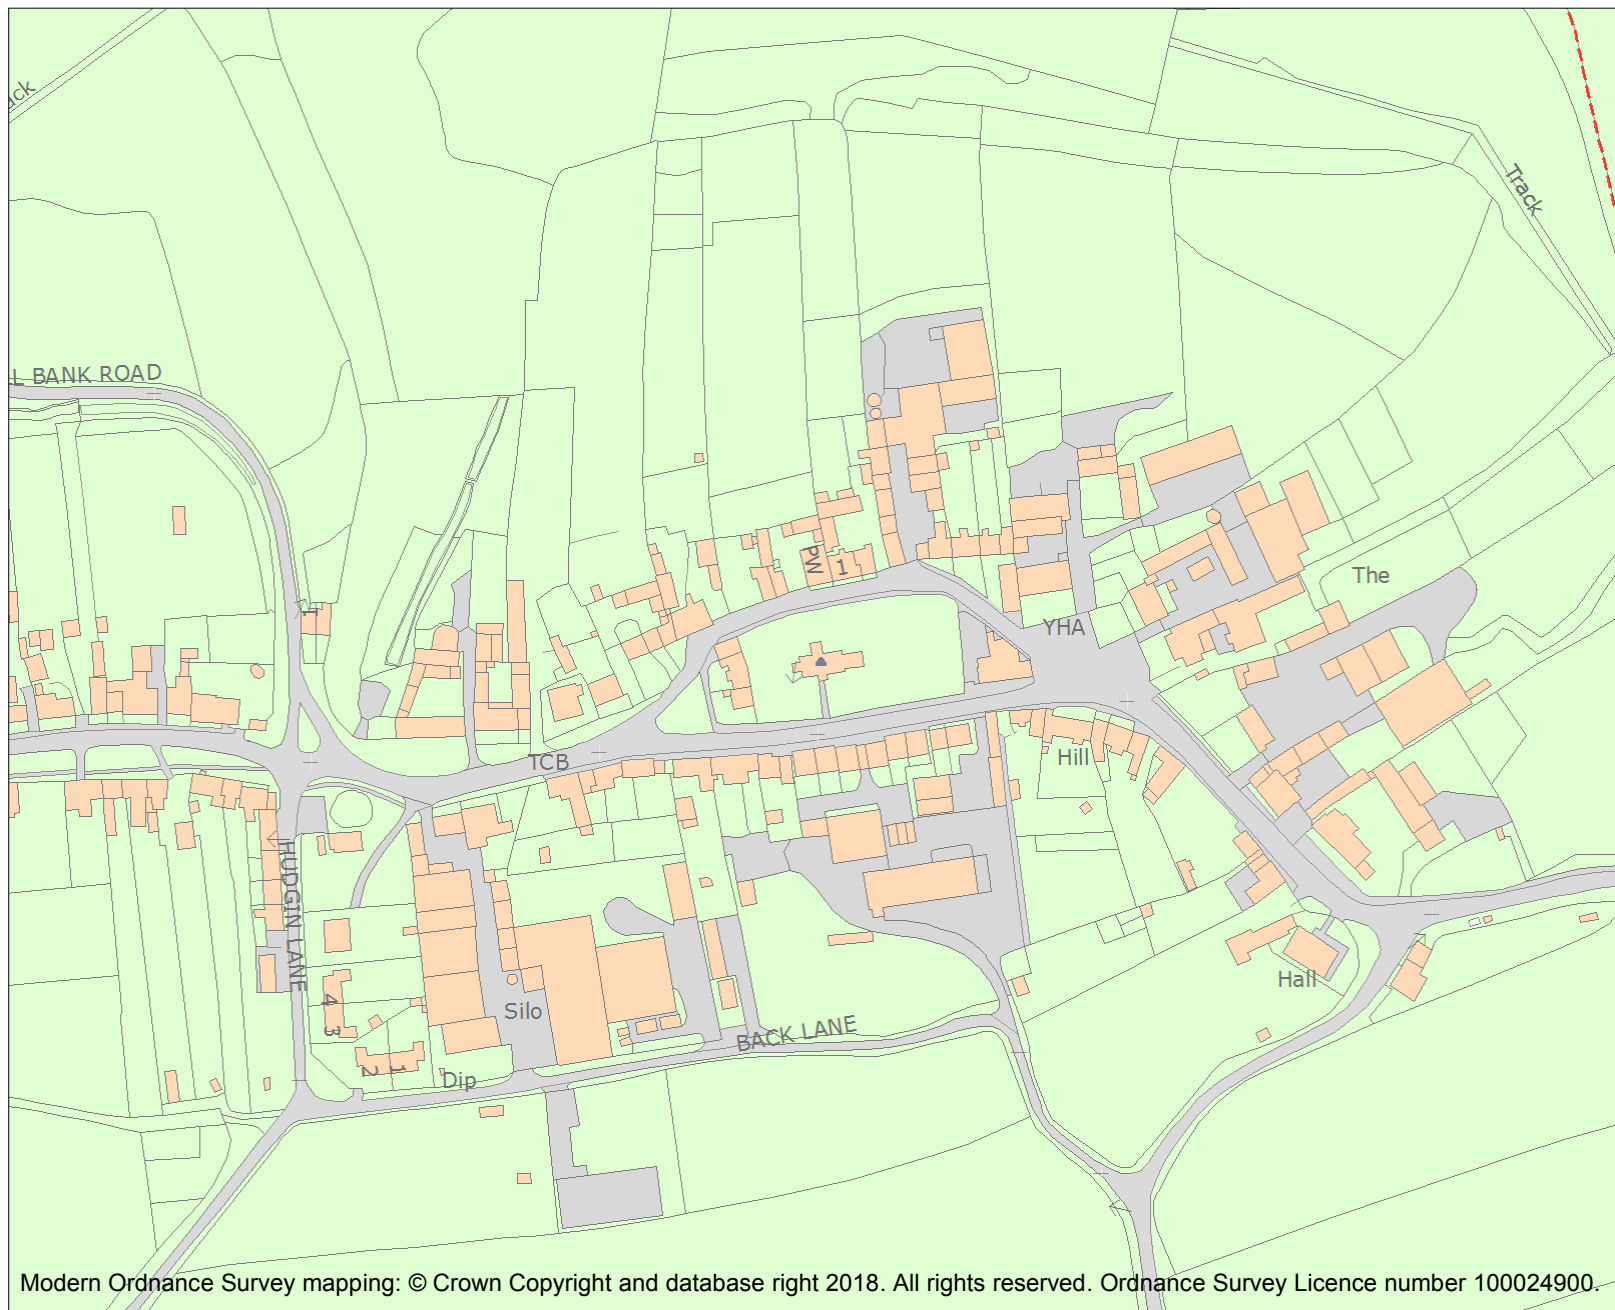 ack
Track
L BANK ROAD
PW
1
1
The
YHA
TCB
Hill
HUDGIN LANE
4
3
Silo
Hall
BACK LANE
2
1
Dip
Modern Ordnance Survey mapping: © Crown Copyright and database right 2018. All rights reserved. Ordnance Survey Licence number 100024900.